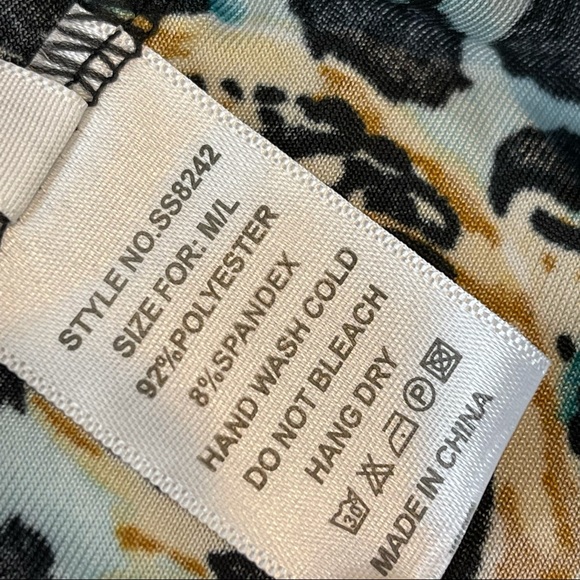 STYLE NO.SS8242
SIZE FOR: M/L
92%POLYESTER
8%SPANDEX
HAND WASH COLD
DO NOT BLEACH
HANG DRY
30 P
MADE IN CHINA